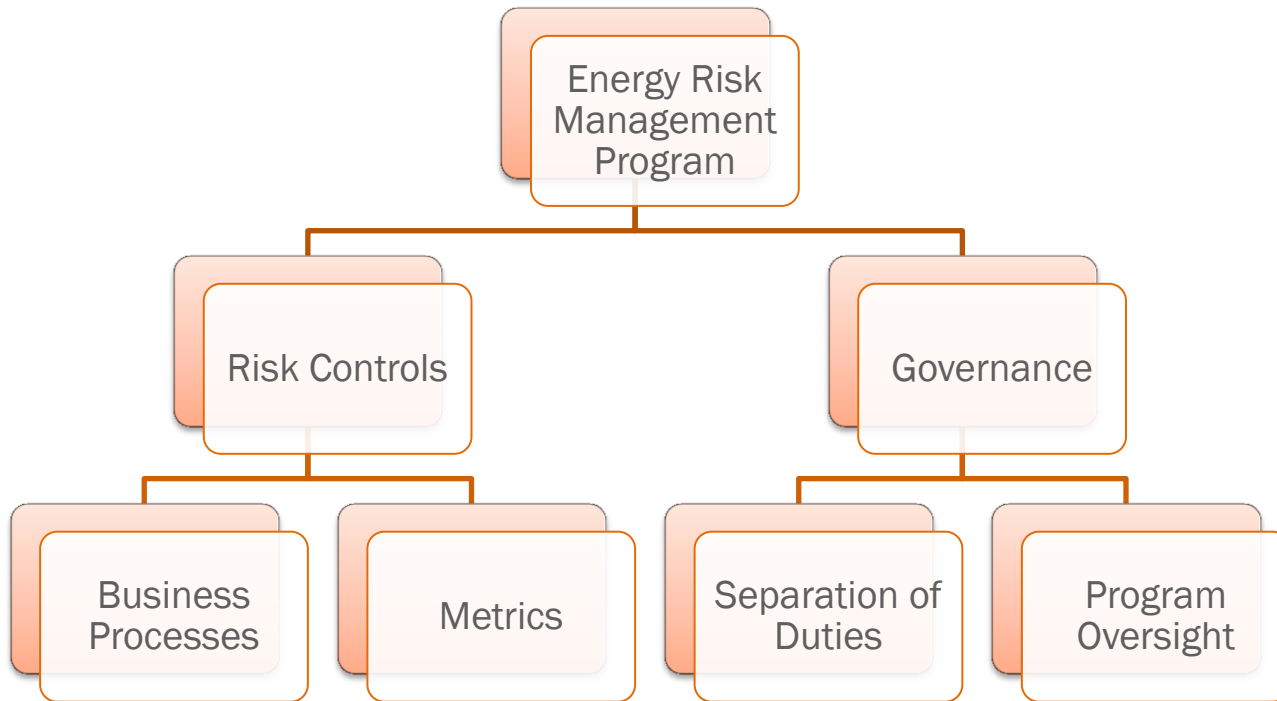 Energy Risk
Management
Program
Risk Controls
Governance
Business
Processes
Metrics
Separation of
Duties
Program
Oversight